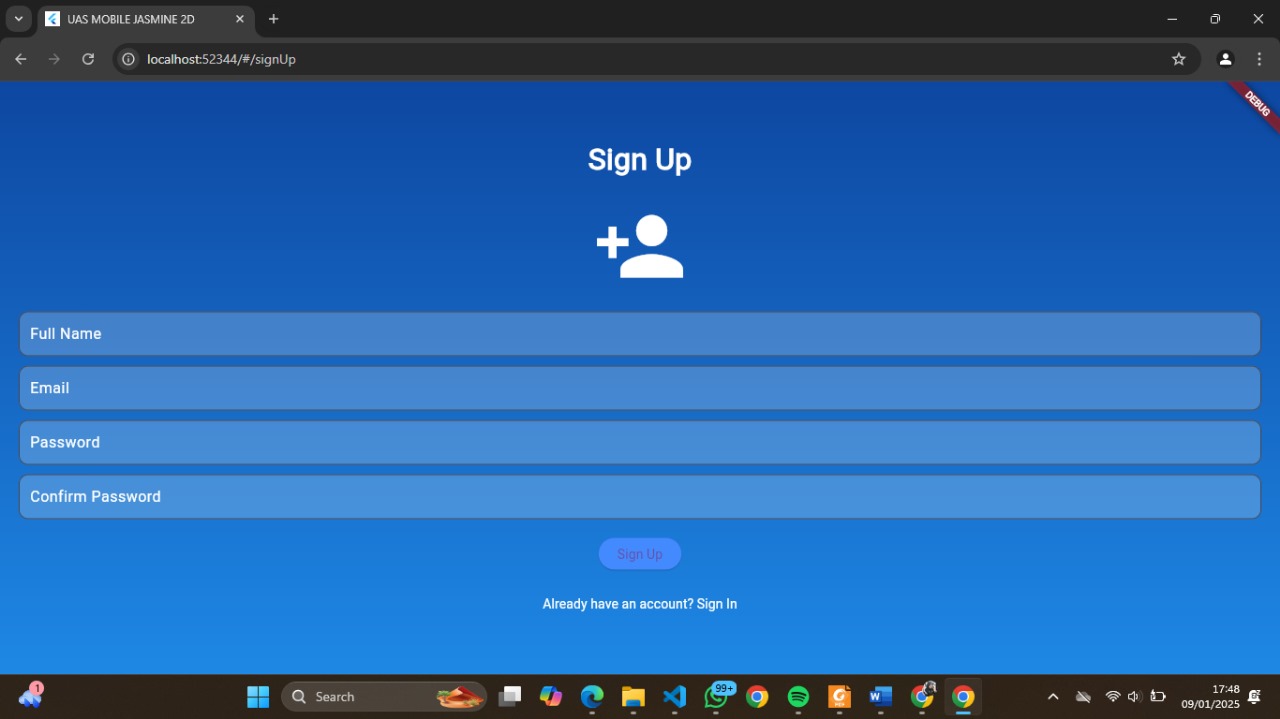 UAS MOBILE JASMINE 2D
localhost:52344/#/signUp
DEBUG
Sign Up
Full Name
Email
Password
Confirm Password
Sign Up
Already have an account? Sign In
1
Search
99+
PDF
17:48
09/01/2025